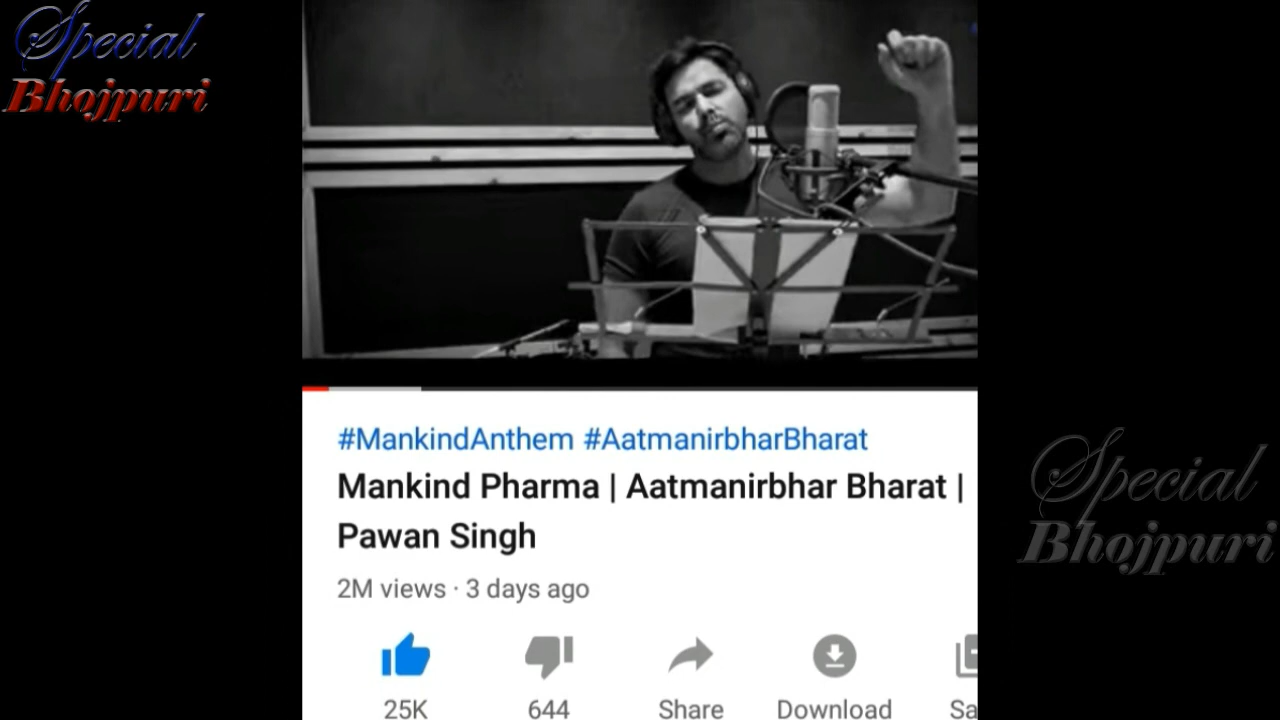 Special
Bhojpuri
#MankindAnthem #AatmanirbharBharat
Mankind Pharma | Aatmanirbhar Bharat |
Pawan Singh
2M views · 3 days ago
25K
644
Share
Download
Sa
Special
Bhojpuri